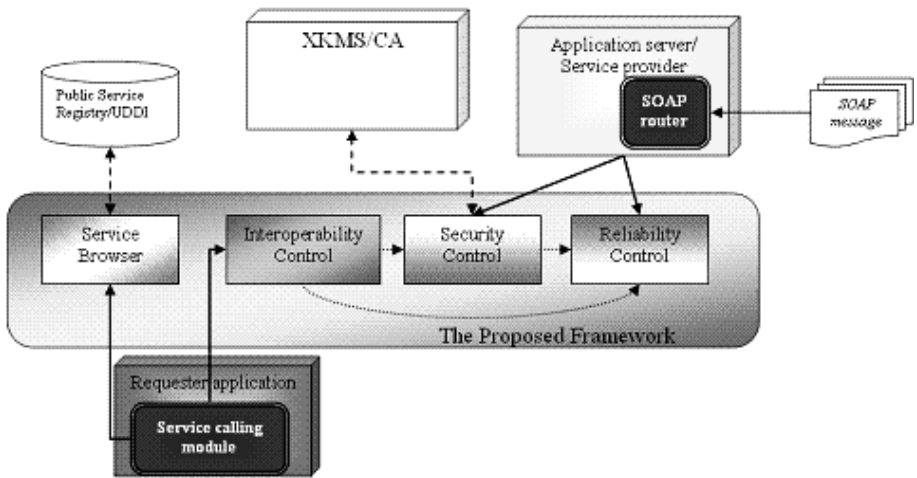 XKMS/CA
Application server/
Service provider
Public Service
Registry/UDDI
SOAP
router
SOAP
message
Service
Browser
Interoperability
Control
Security
Control
Reliability
Control
The Proposed Framework
Requester application
Service calling
module